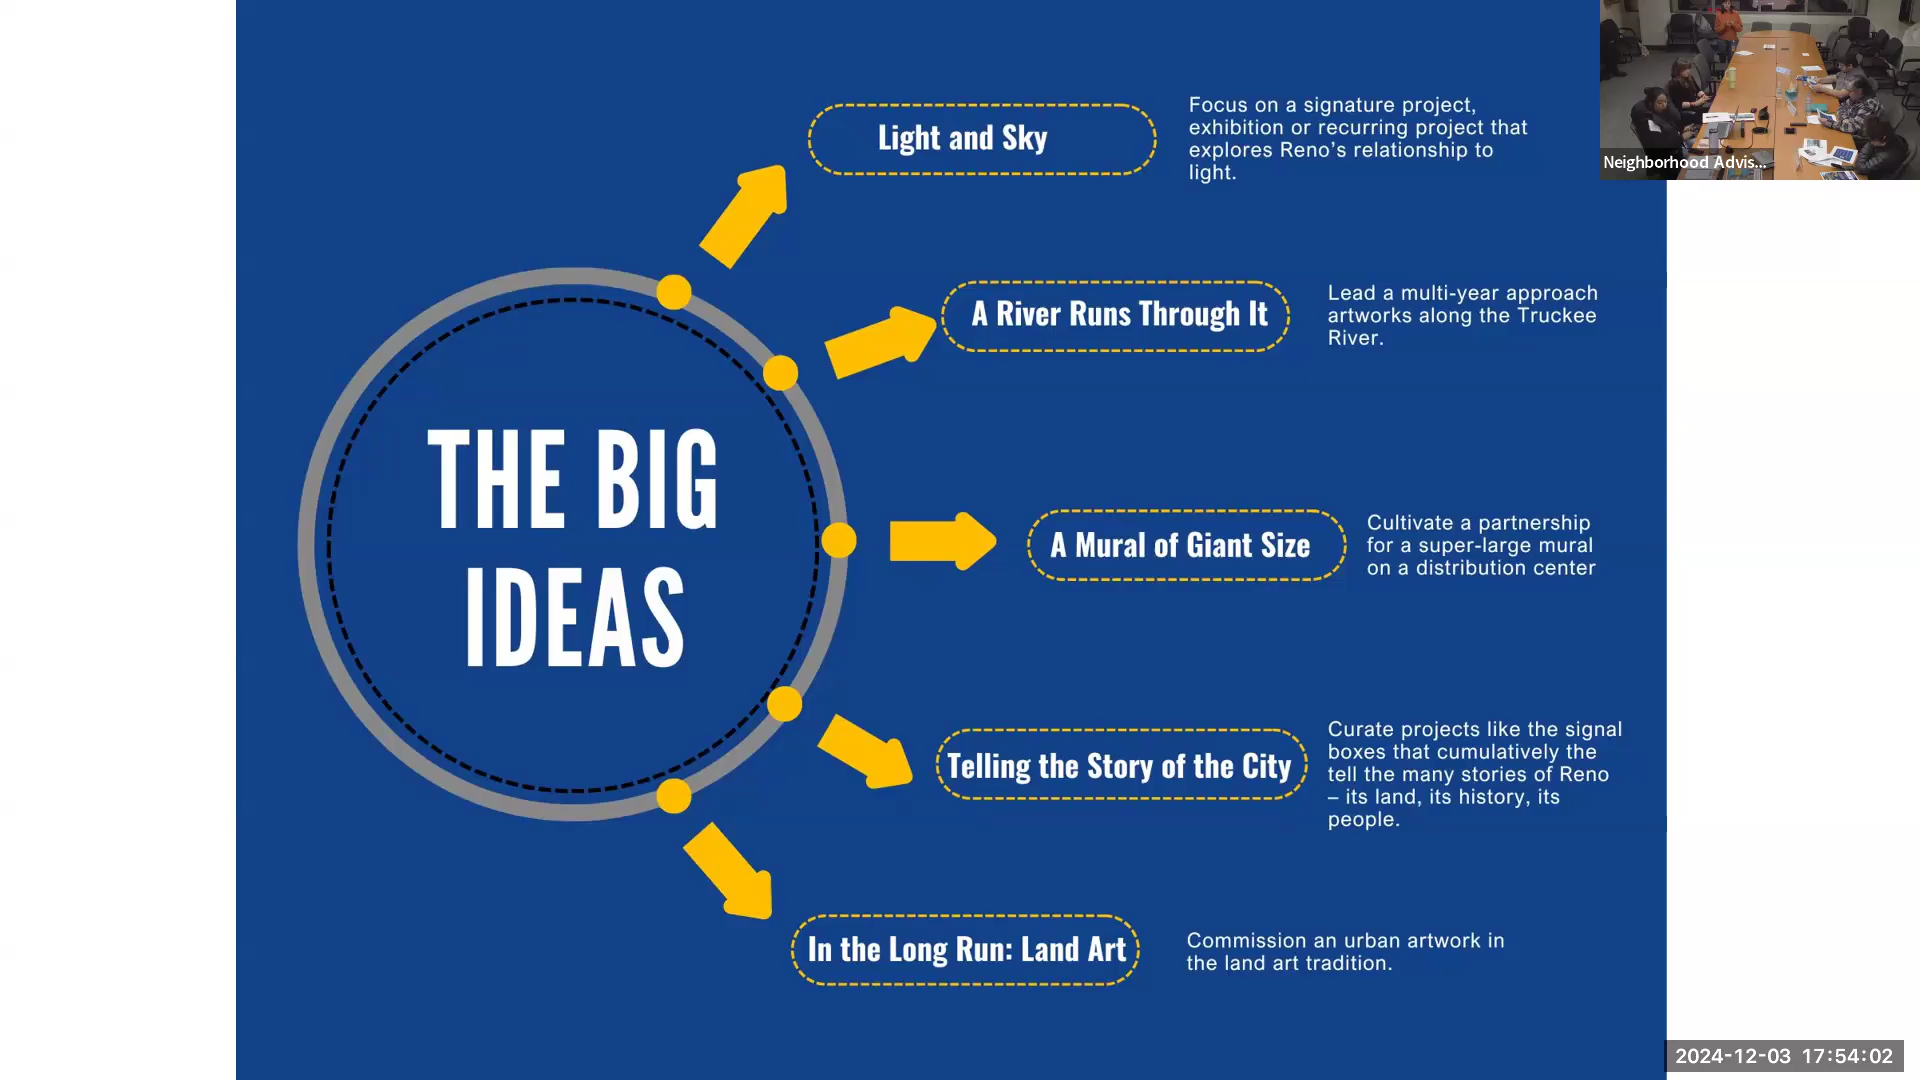 THE BIG
IDEAS
Light and Sky
Focus on a signature project,
exhibition or recurring project that
explores Reno’s relationship to
light.
A River Runs Through It
Lead a multi-year approach
artworks along the Truckee
River.
A Mural of Giant Size
Cultivate a partnership
for a super-large mural
on a distribution center
Telling the Story of the City
Curate projects like the signal
boxes that cumulatively the
tell the many stories of Reno
– its land, its history, its
people.
In the Long Run: Land Art
Commission an urban artwork in
the land art tradition.
Neighborhood Advis...
2024-12-03 17:54:02